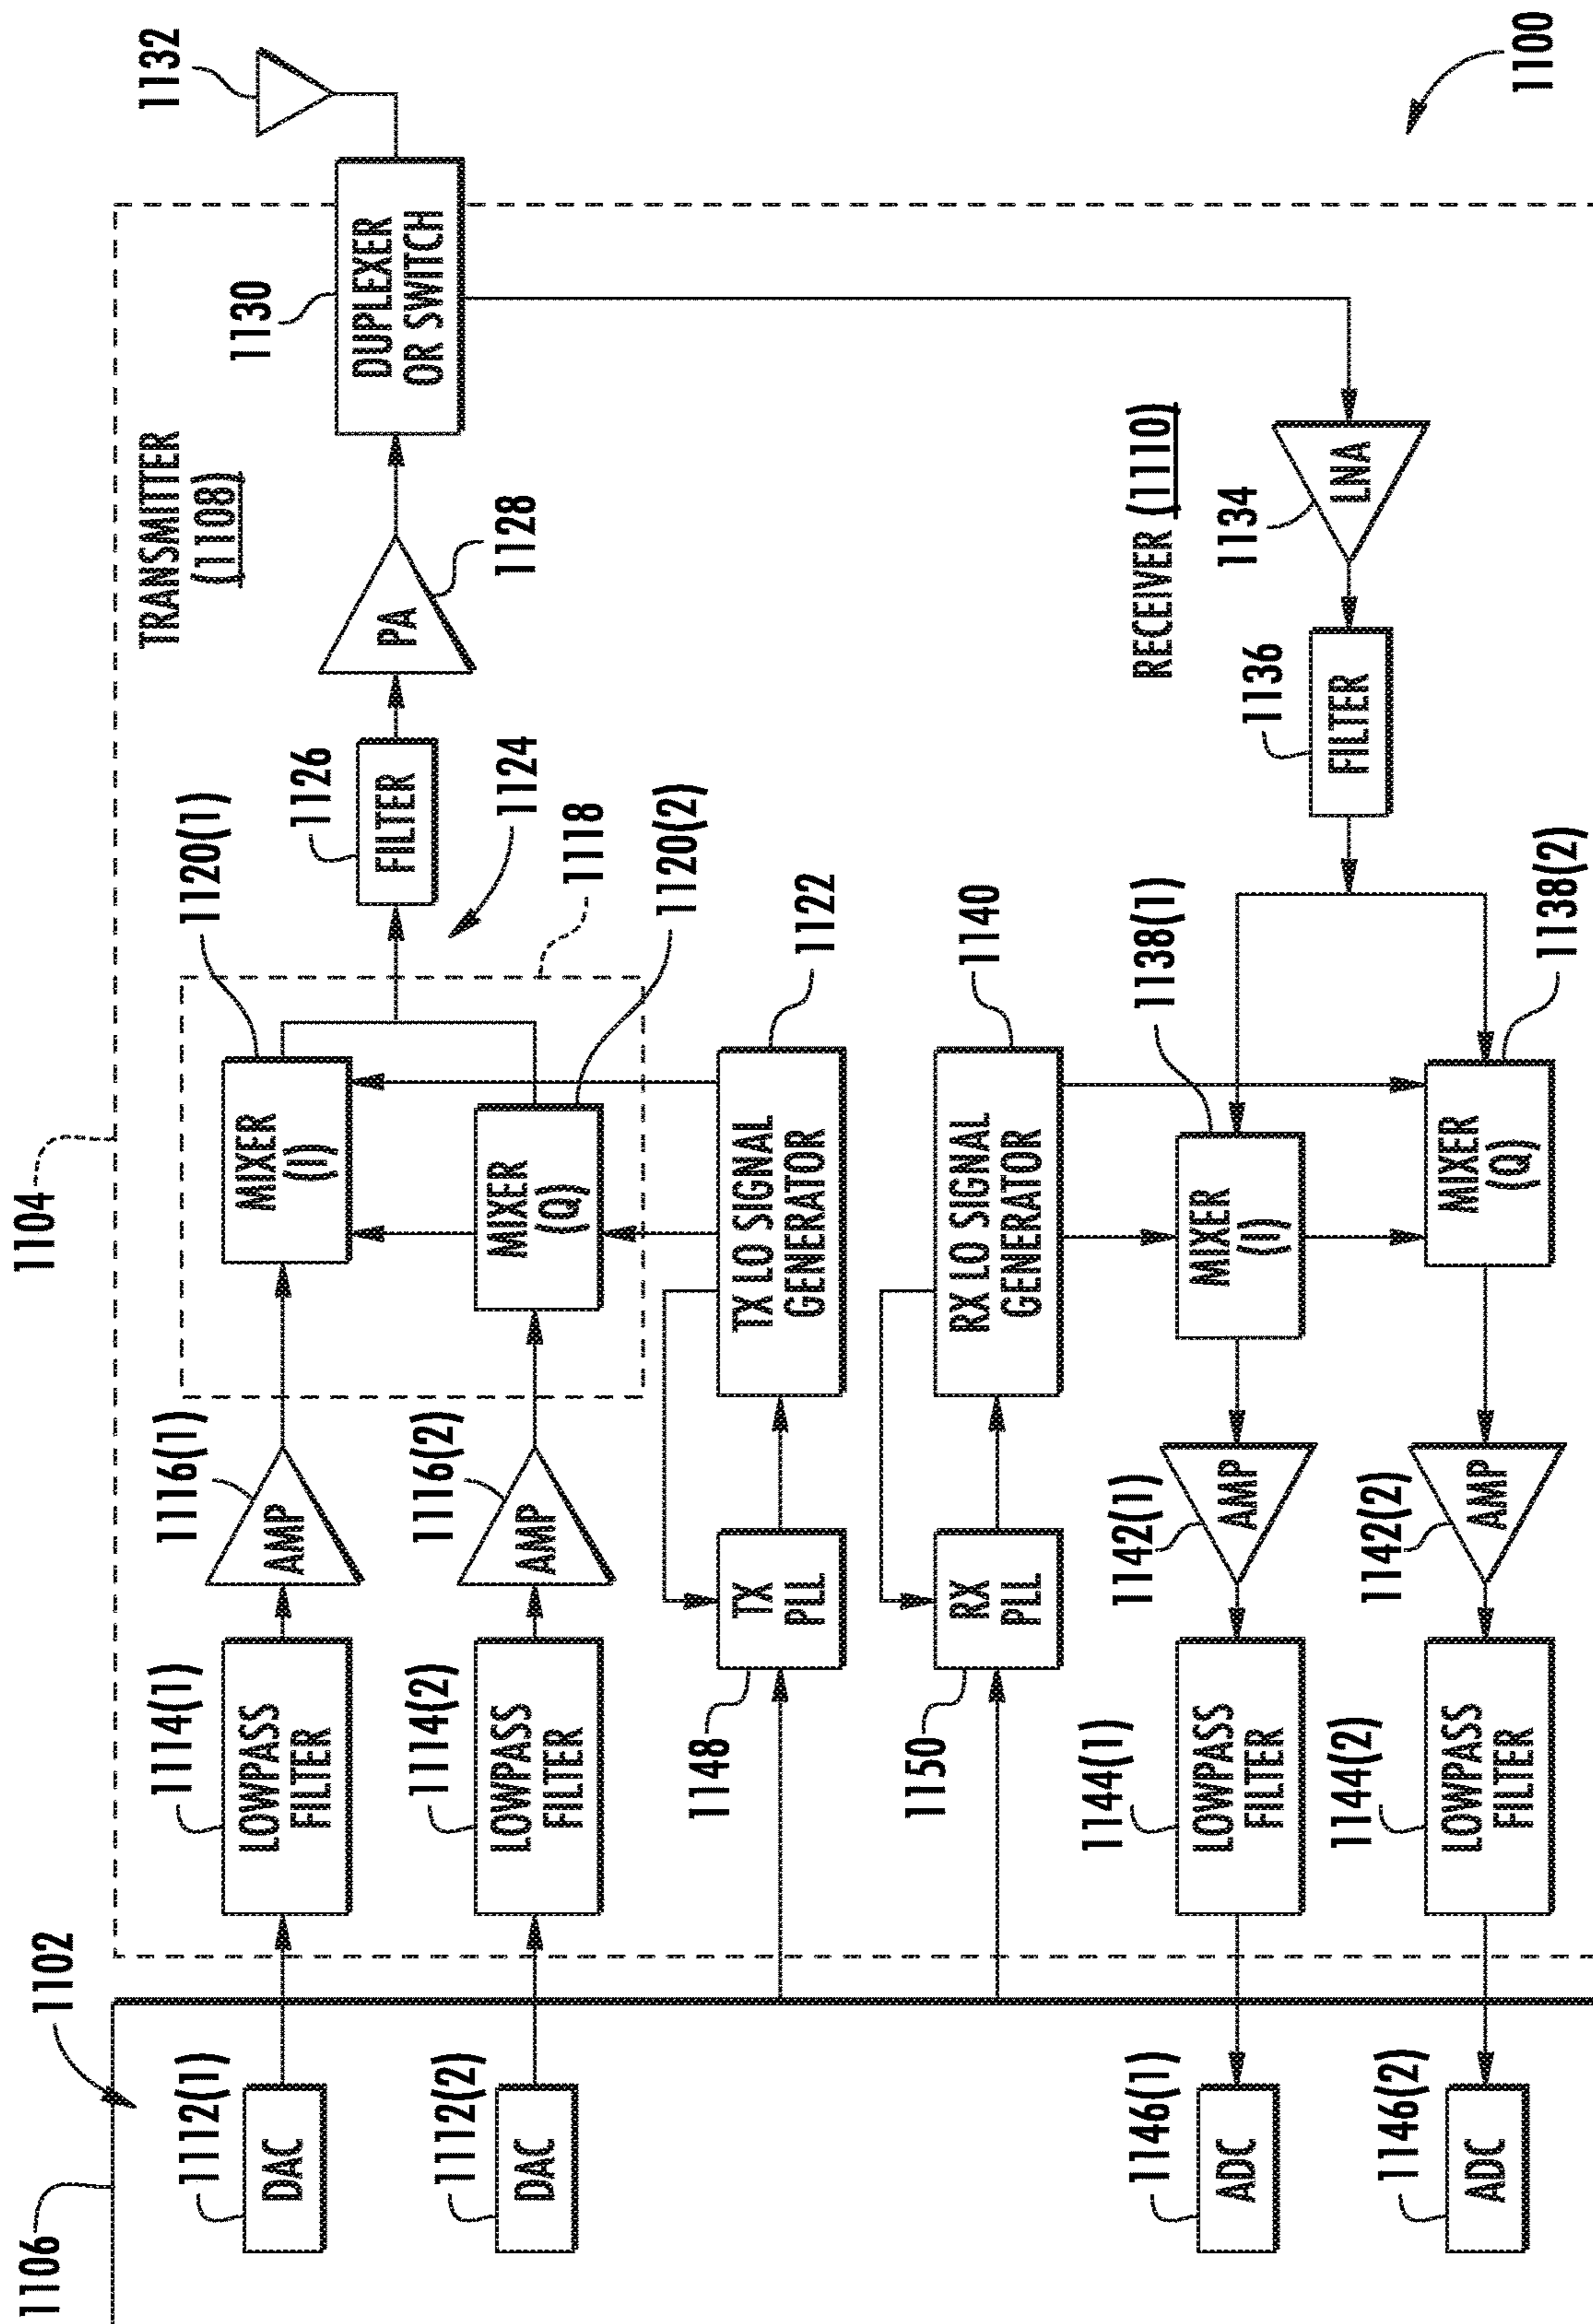 1106
1102
1104
1112(1)
DAC
1112(2)
DAC
1114(1)
LOWPASS
FILTER
1114(2)
LOWPASS
FILTER
1116(1)
AMP
1116(2)
AMP
1120(1)
MIXER
(I)
MIXER
(Q)
1120(2)
1118
1124
1126
FILTER
PA
1128
TRANSMITTER
(1108)
1130
DUPLEXER
OR SWITCH
1132
1148
TX
PLL
TX LO SIGNAL
GENERATOR
1122
1150
RX
PLL
RX LO SIGNAL
GENERATOR
1140
RECEIVER (1110)
1134
LNA
1136
FILTER
1138(1)
MIXER
(I)
1138(2)
MIXER
(Q)
1142(1)
AMP
1142(2)
AMP
1144(1)
LOWPASS
FILTER
1144(2)
LOWPASS
FILTER
1146(1)
ADC
1146(2)
ADC
1100